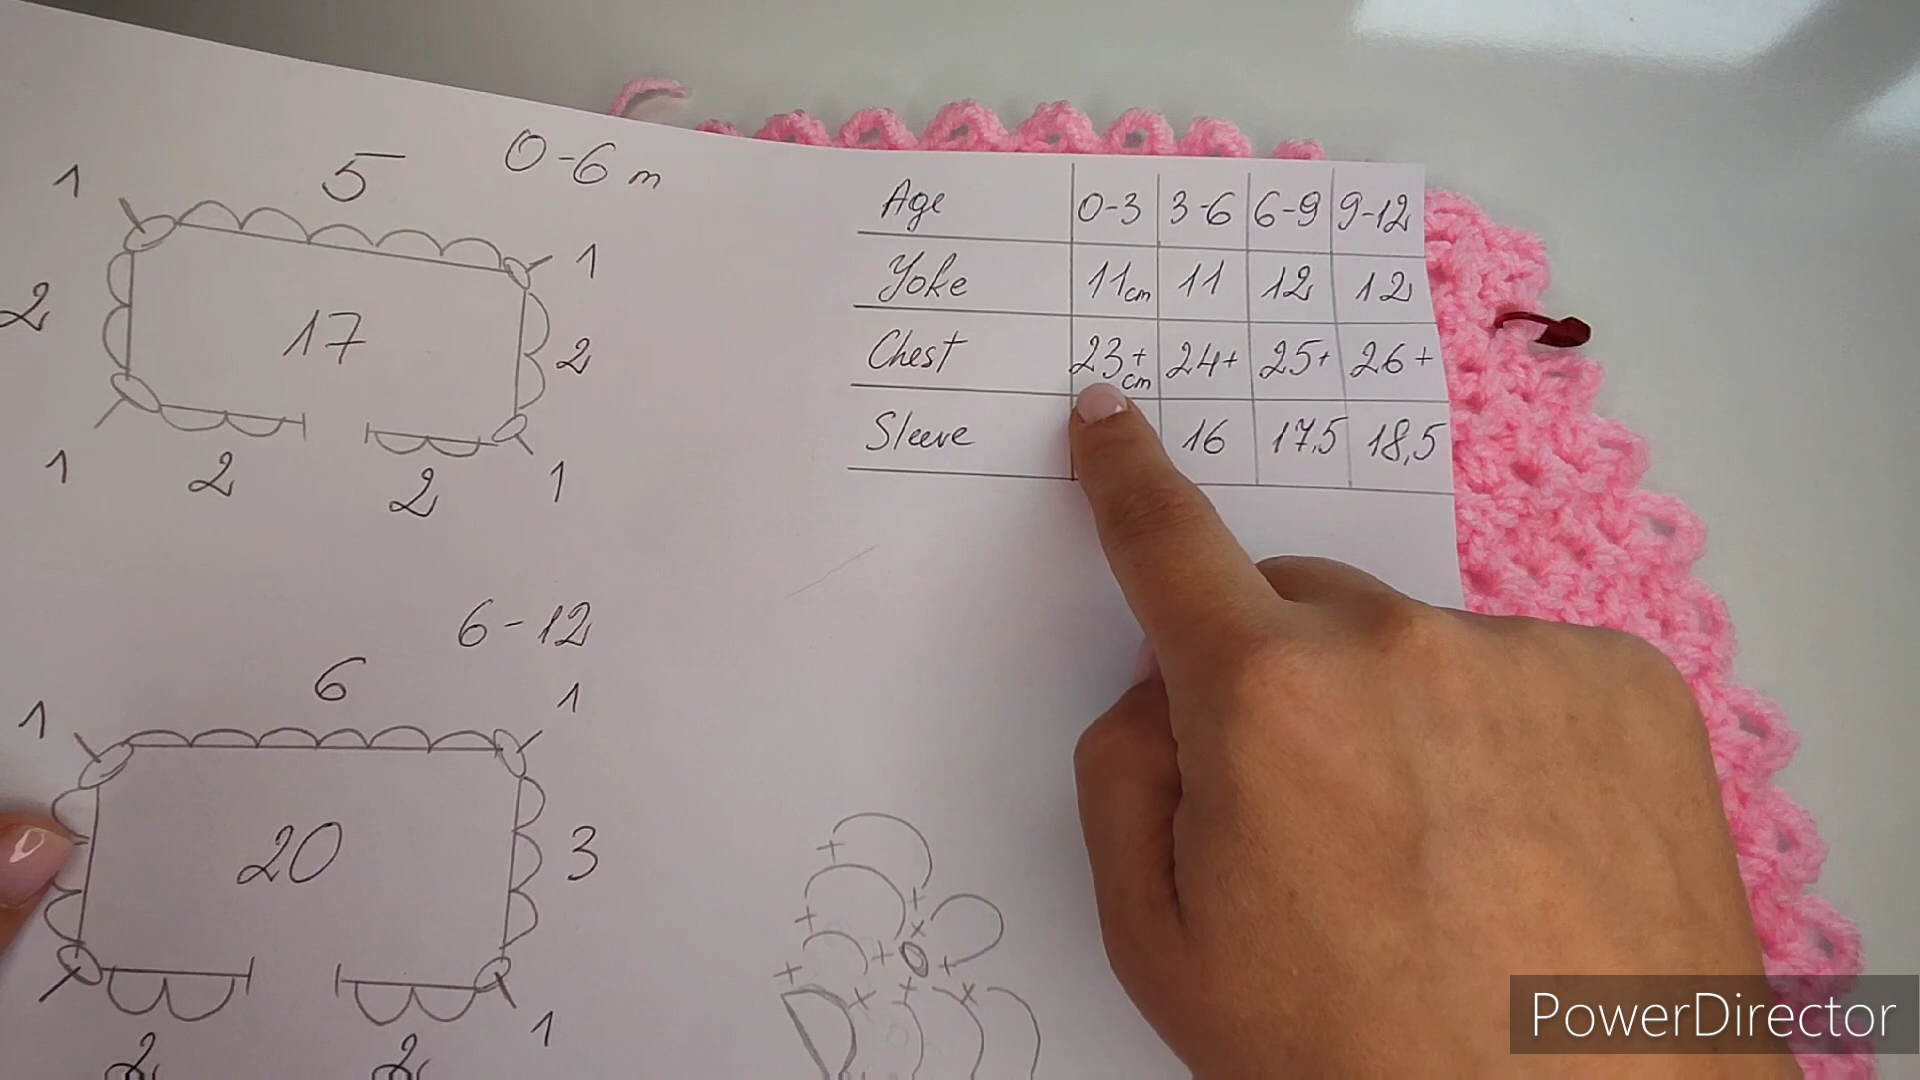 0-6 m
1 5
1
2 17 2
1 2 2 1
6-12
6
1 1
20 3
2 2 1
Age 0-3 3-6 6-9 9-12
Yoke 11cm 11 12 12
Chest 23+cm 24+ 25+ 26+
Sleeve 16 17,5 18,5
PowerDirector